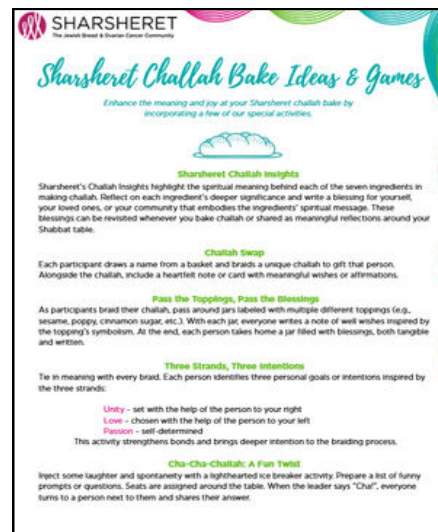 SHARSHERET
The Jewish Breast & Ovarian Cancer Community
Sharsheret Challah Bake Ideas & Games
Enhance the meaning and joy at your Sharsheret challah bake by
incorporating a few of our special activities.
Sharsheret Challah Insights
Sharsheret's Challah Insights highlight the spiritual meaning behind each of the seven ingredients in
making challah. Reflect on each ingredient's deeper significance and write a blessing for yourself,
your loved ones, or your community that embodies the ingredients' spiritual message. These
blessings can be revisited whenever you bake challah or shared as meaningful reflections around your
Shabbat table.
Challah Swap
Each participant draws a name from a basket and braids a unique challah to gift that person.
Alongside the challah, include a heartfelt note or card with meaningful wishes or affirmations.
Pass the Toppings, Pass the Blessings
As participants braid their challah, pass around jars labeled with multiple different toppings (e.g.,
sesame, poppy, cinnamon sugar, etc.). With each jar, everyone writes a note of well wishes inspired by
the topping's symbolism. At the end, each person takes home a jar filled with blessings, both tangible
and written.
Three Strands, Three Intentions
Tie in meaning with every braid. Each person identifies three personal goals or intentions inspired by
the three strands:
Unity - set with the help of the person to your right
Love - chosen with the help of the person to your left
Passion - self-determined
This activity strengthens bonds and brings deeper intention to the braiding process.
Cha-Cha-Challah: A Fun Twist
Inject some laughter and spontaneity with a lighthearted ice breaker activity. Prepare a list of funny
prompts or questions. Seats are assigned around the table. When the leader says "Cha!", everyone
turns to a person next to them and shares their answer.